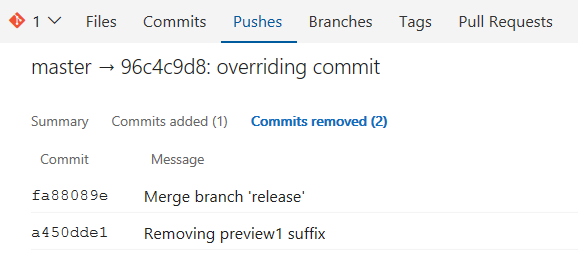 1 Files Commits Pushes Branches Tags Pull Requests
master → 96c4c9d8: overriding commit
Summary Commits added (1) Commits removed (2)
Commit Message
fa88089e Merge branch 'release'
a450dde1 Removing preview1 suffix